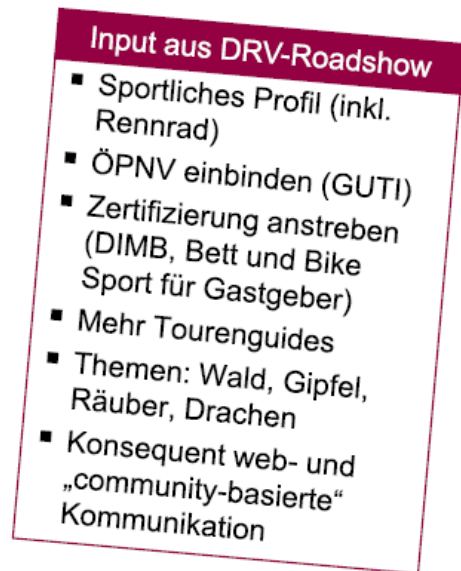 Input aus DRV-Roadshow
▪ Sportliches Profil (inkl.
Rennrad)
▪ ÖPNV einbinden (GUTI)
▪ Zertifizierung anstreben
(DIMB, Bett und Bike
Sport für Gastgeber)
▪ Mehr Tourenguides
▪ Themen: Wald, Gipfel,
Räuber, Drachen
▪ Konsequent web- und
„community-basierte“
Kommunikation